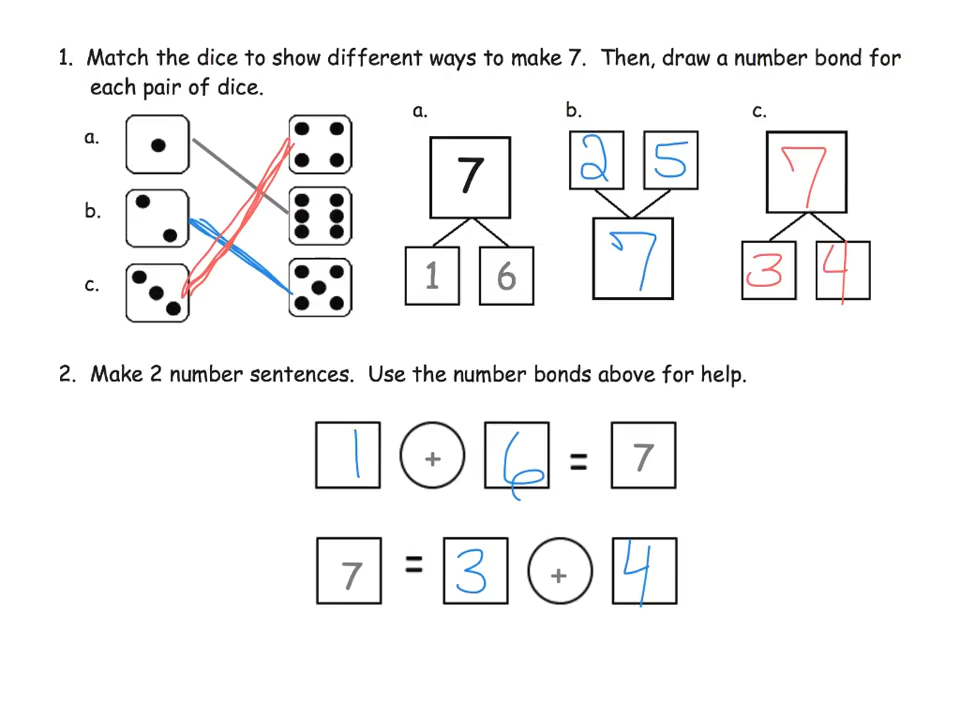 1. Match the dice to show different ways to make 7. Then, draw a number bond for
each pair of dice.
a. b. c.
a.
b.
c.
7
1 6
2 5
7
7
3 4
2. Make 2 number sentences. Use the number bonds above for help.
1 + 6 = 7
7 = 3 + 4